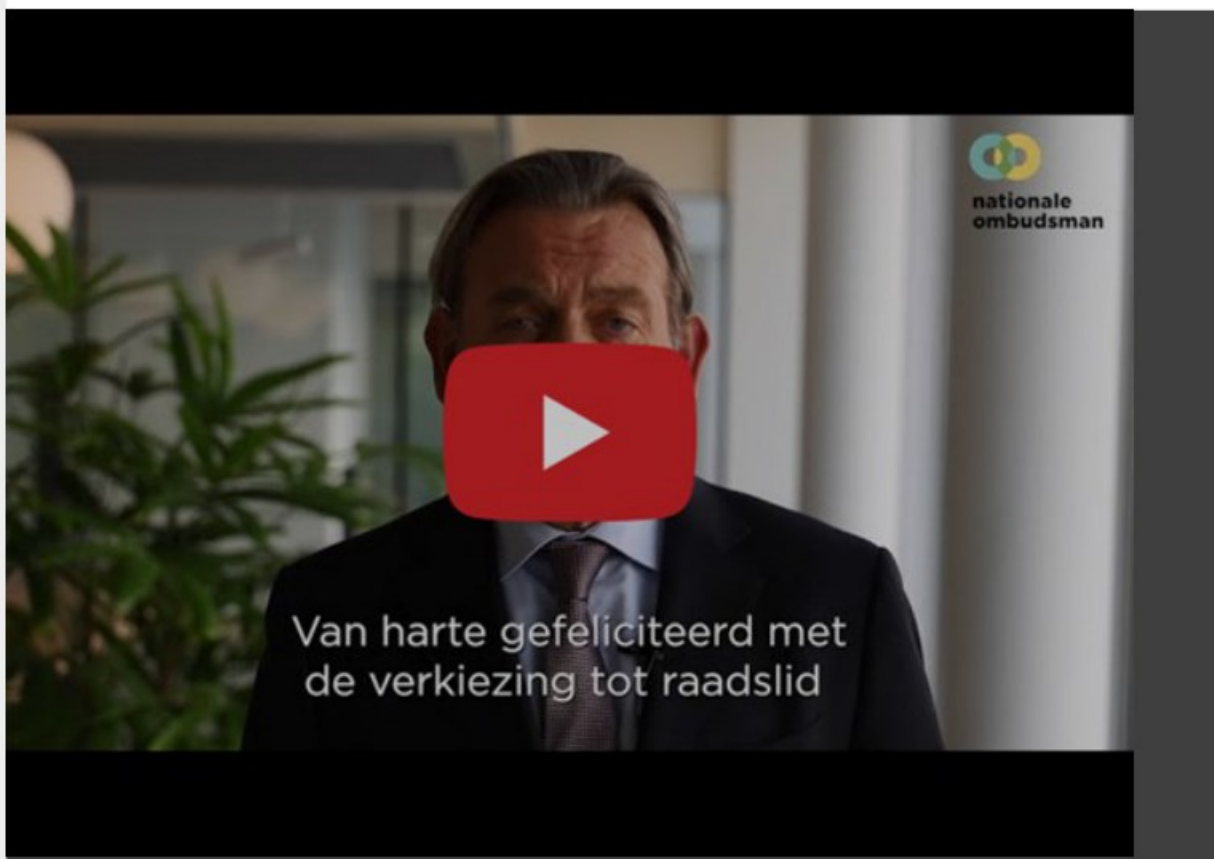 nationale
ombudsman
Van harte gefeliciteerd met
de verkiezing tot raadslid